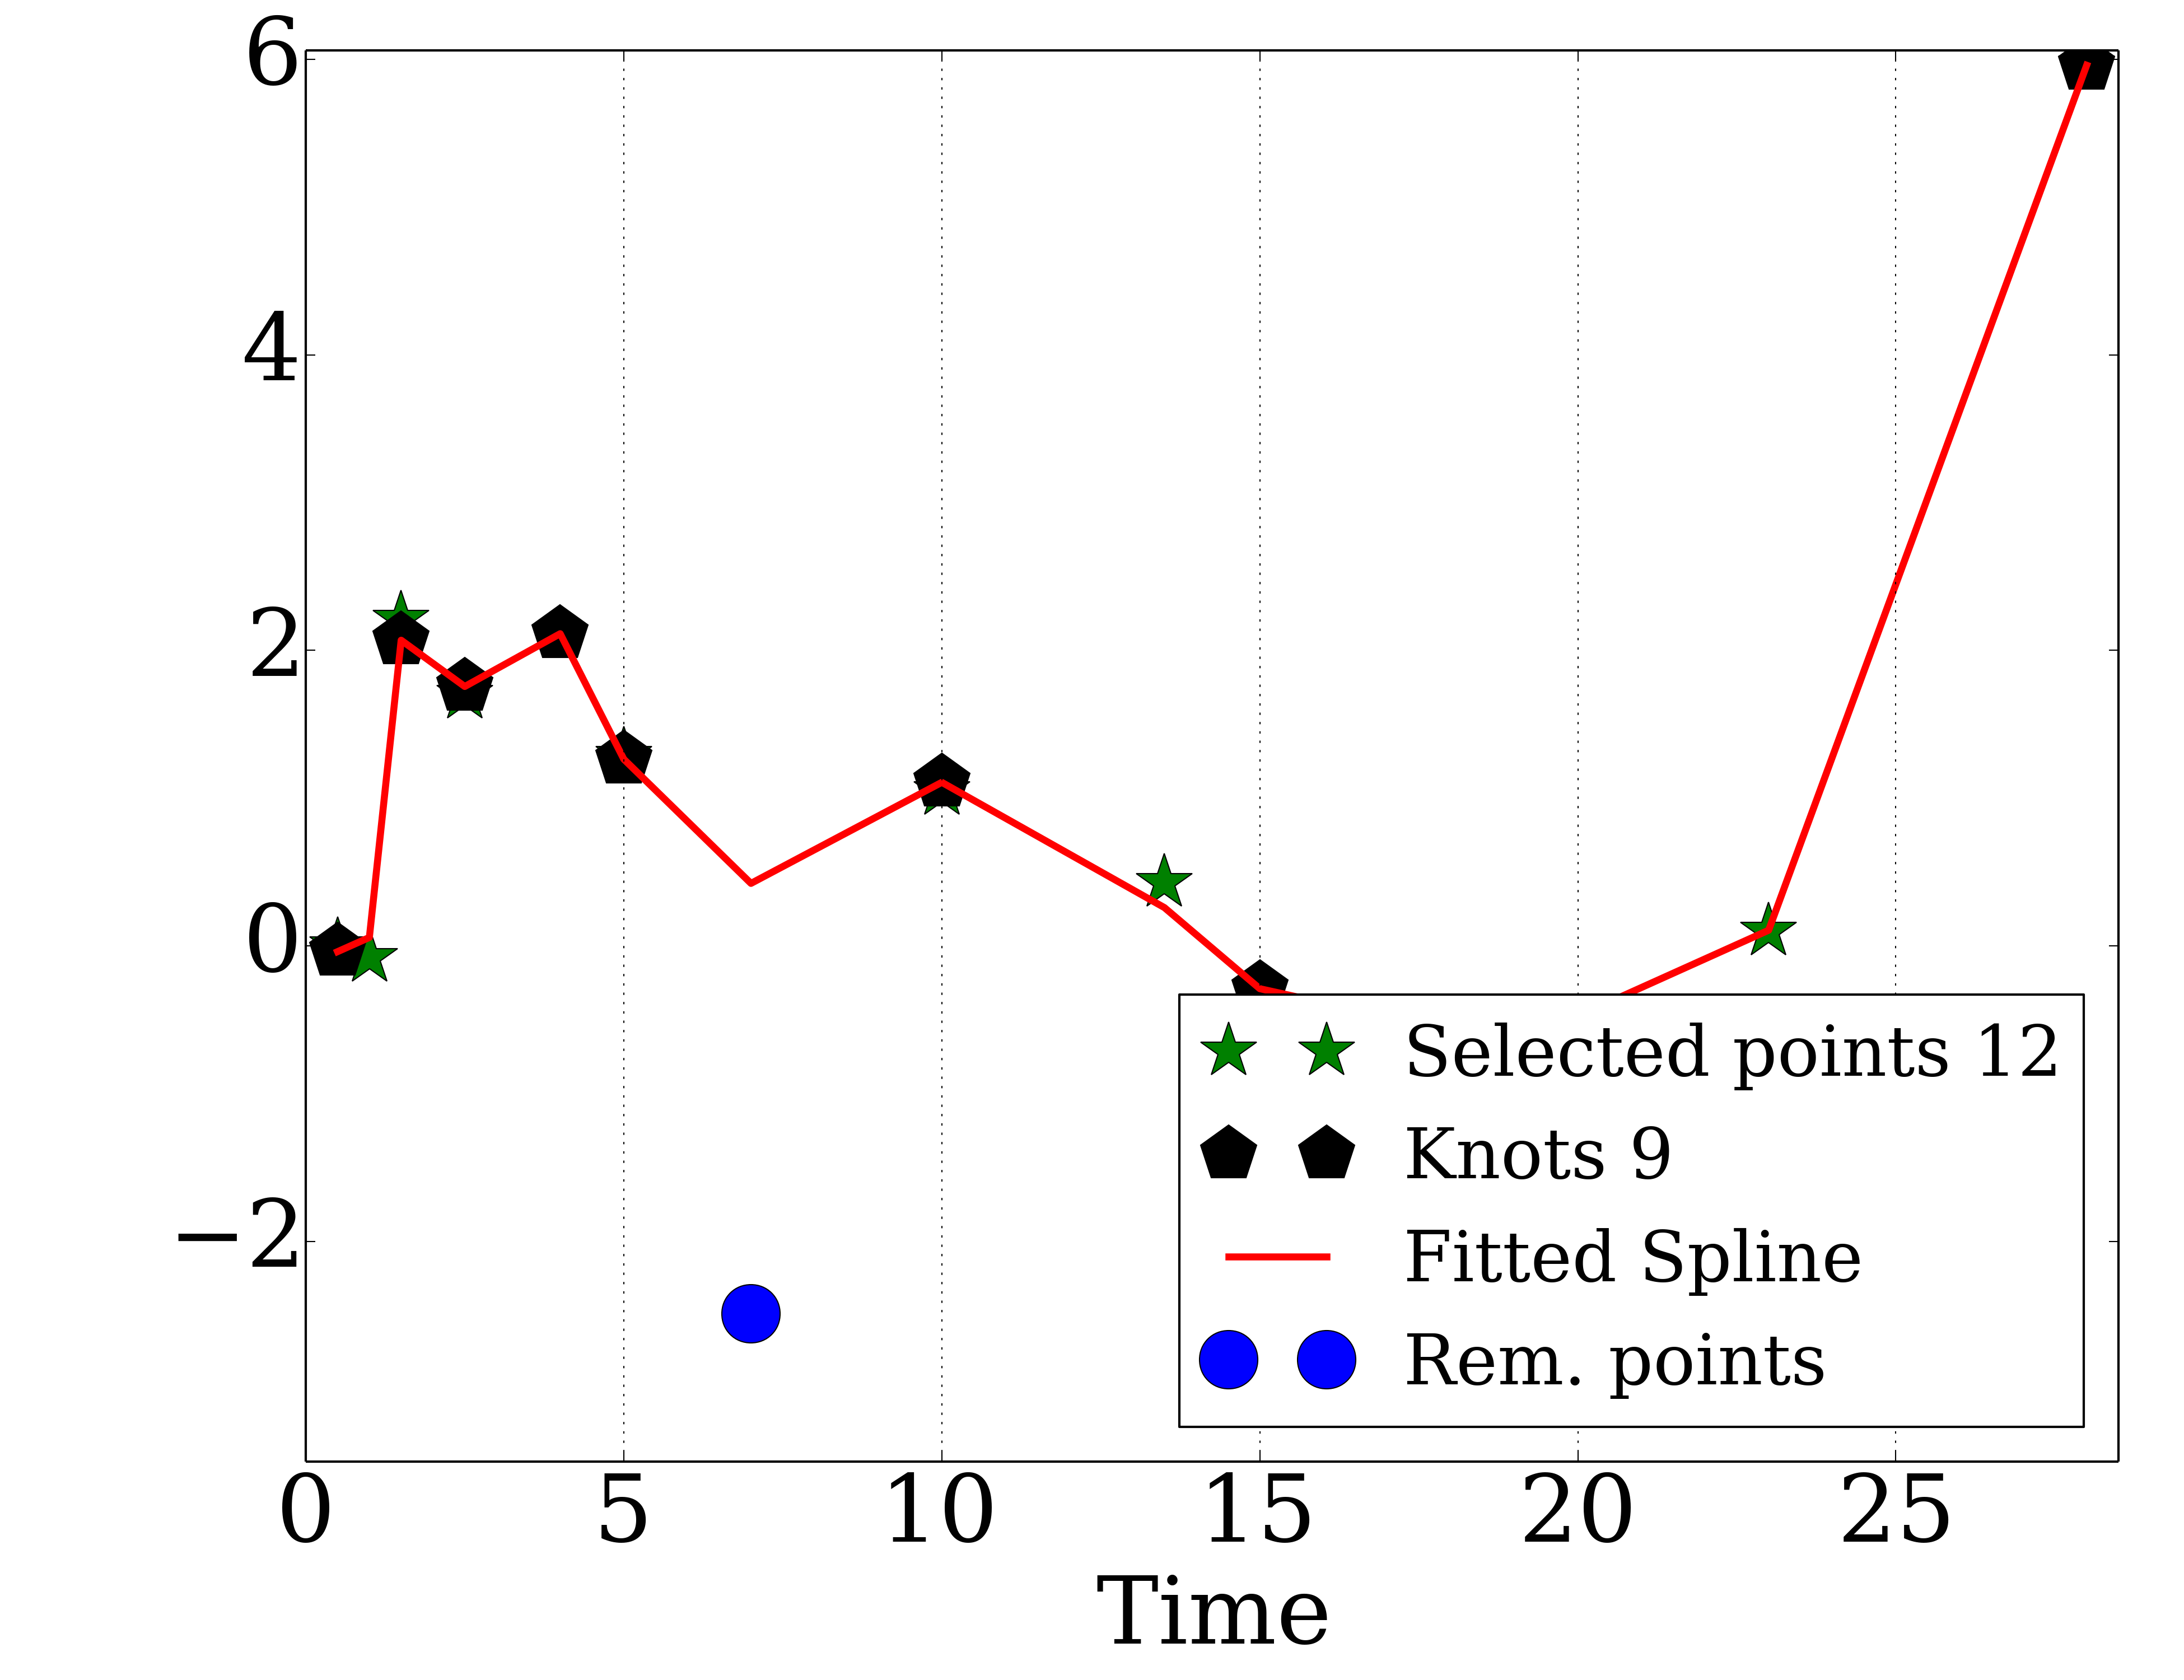 6
4
2
0
−2
Selected points 12
Knots 9
Fitted Spline
Rem. points
0 5 10 15 20 25
Time